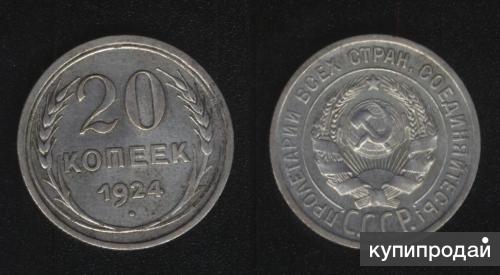 20
КОПЕЕК
1924
ПРОЛЕТАРИИ ВСЕХ СТРАН, СОЕДИНЯЙТЕСЬ!
С.С.С.Р.
купипродай